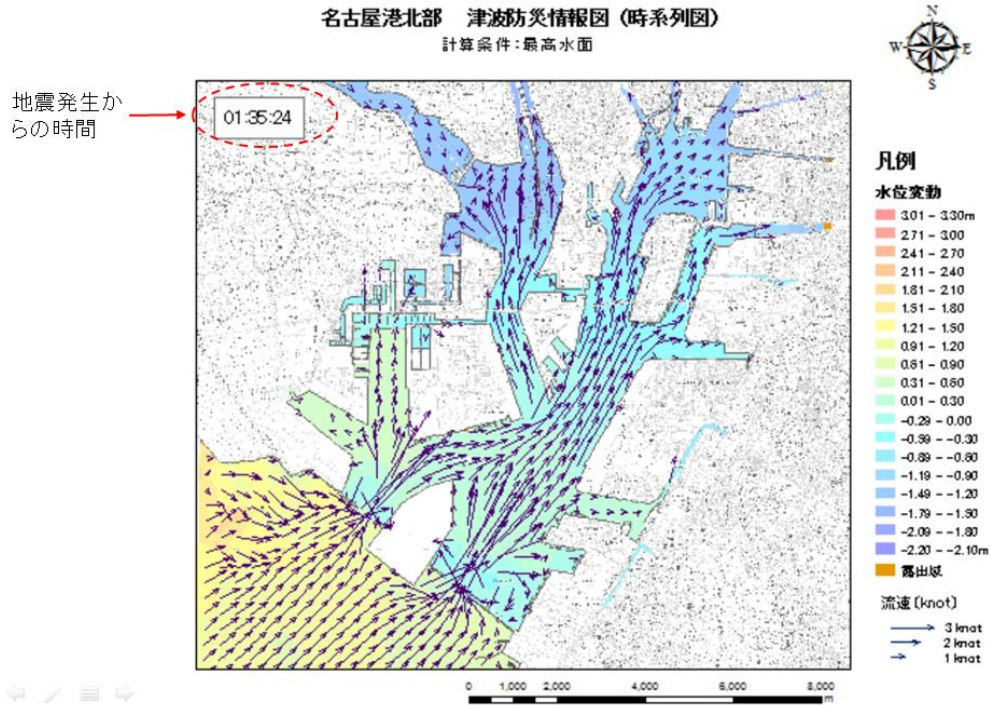 名古屋港北部 津波防災情報図（時系列図）
計算条件：最高水面
N
W
E
S
地震発生か
らの時間
01:35:24
凡例
水位変動
3.01 - 3.30m
2.71 - 3.00
2.41 - 2.70
2.11 - 2.40
1.81 - 2.10
1.51 - 1.80
1.21 - 1.50
0.91 - 1.20
0.61 - 0.90
0.31 - 0.60
0.01 - 0.30
-0.29 - 0.00
-0.59 - -0.30
-0.89 - -0.60
-1.19 - -0.90
-1.49 - -1.20
-1.79 - -1.50
-2.09 - -1.80
-2.20 - -2.10m
露出域
流速 [knot]
3 knot
2 knot
1 knot
0 1,000 2,000 4,000 6,000 8,000
m